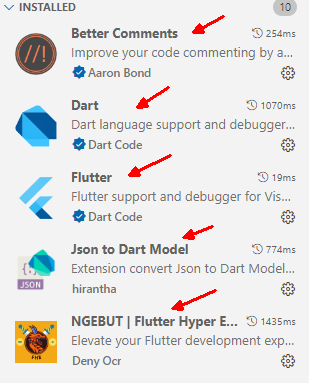 INSTALLED 10
Better Comments 254ms
Improve your code commenting by a...
Aaron Bond
Dart 1070ms
Dart language support and debugger...
Dart Code
Flutter 19ms
Flutter support and debugger for Vis...
Dart Code
Json to Dart Model 774ms
Extension convert Json to Dart Model...
JSON
hirantha
NGEBUT | Flutter Hyper E... 1435ms
Elevate your Flutter development exp...
FHE
Deny Ocr